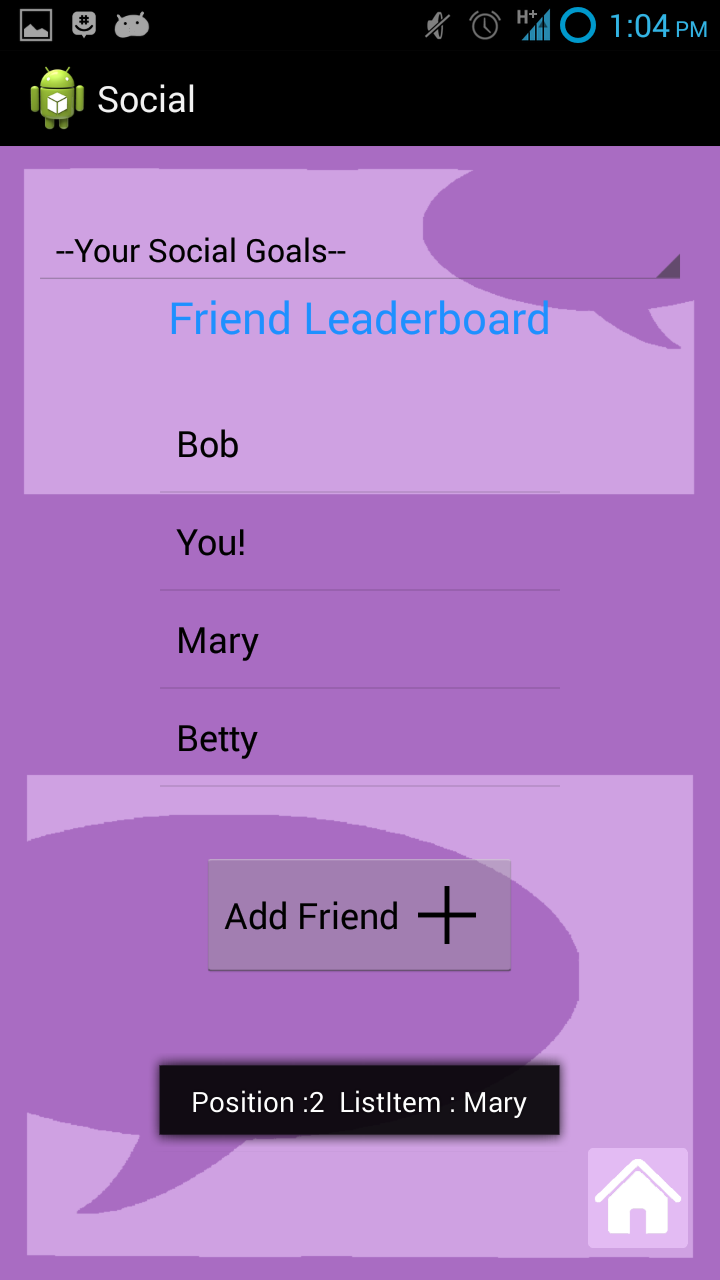 H+ 1:04 PM
Social
--Your Social Goals--
Friend Leaderboard
Bob
You!
Mary
Betty
Add Friend
Position :2  ListItem : Mary